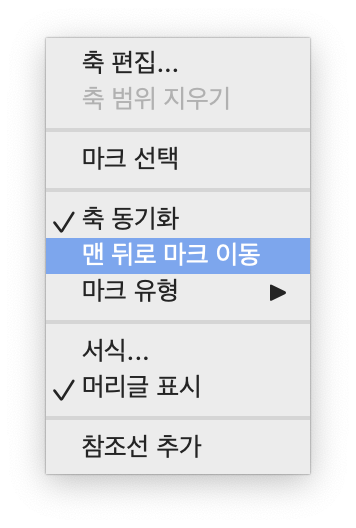 축 편집...
축 범위 지우기
마크 선택
✓ 축 동기화
맨 뒤로 마크 이동
마크 유형 ▶
서식...
✓ 머리글 표시
참조선 추가